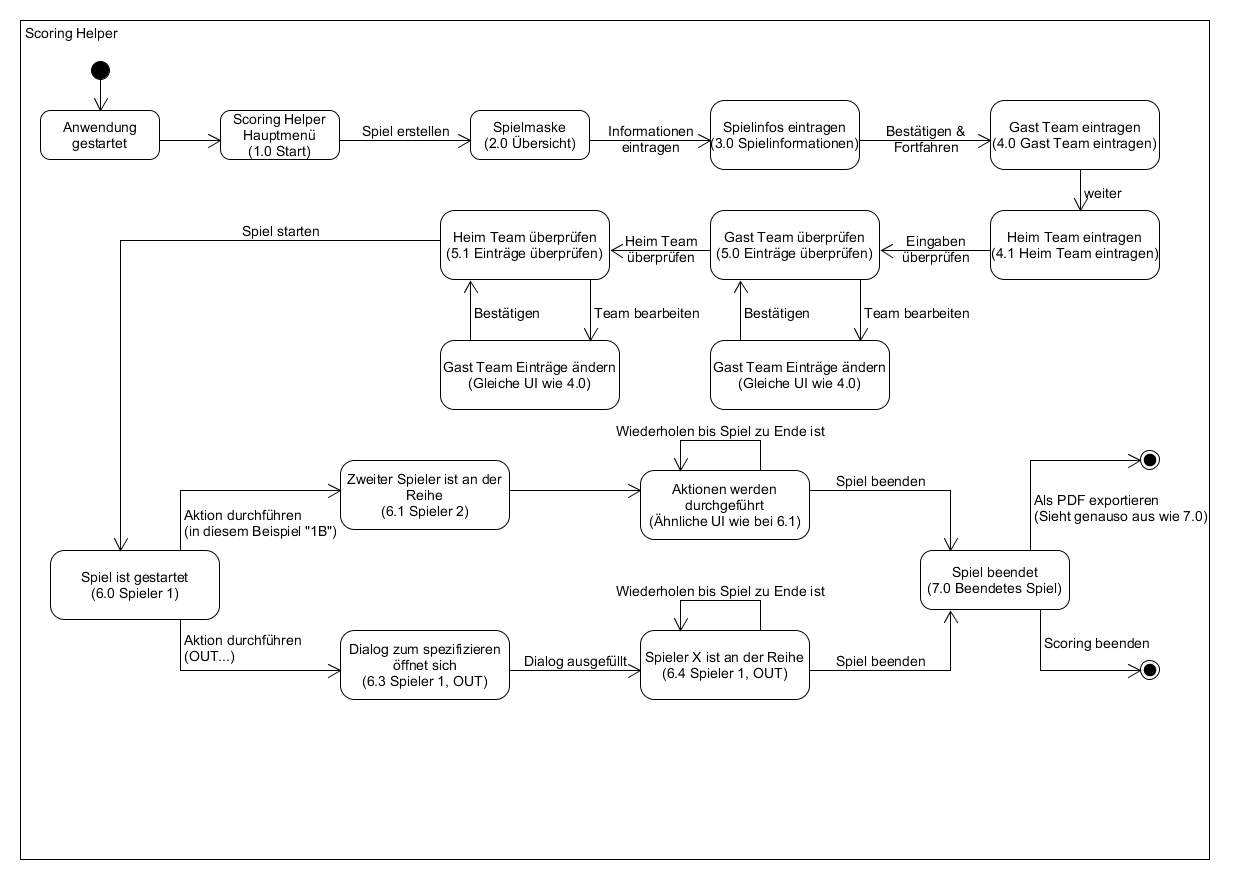 Scoring Helper
Anwendung
gestartet
Scoring Helper
Hauptmenü
(1.0 Start)
Spiel erstellen
Spielmaske
(2.0 Übersicht)
Informationen
eintragen
Spielinfos eintragen
(3.0 Spielinformationen)
Bestätigen &
Fortfahren
Gast Team eintragen
(4.0 Gast Team eintragen)
weiter
Heim Team eintragen
(4.1 Heim Team eintragen)
Eingaben
überprüfen
Gast Team überprüfen
(5.0 Einträge überprüfen)
Heim Team
überprüfen
Heim Team überprüfen
(5.1 Einträge überprüfen)
Spiel starten
Bestätigen
Team bearbeiten
Bestätigen
Team bearbeiten
Gast Team Einträge ändern
(Gleiche UI wie 4.0)
Gast Team Einträge ändern
(Gleiche UI wie 4.0)
Spiel ist gestartet
(6.0 Spieler 1)
Aktion durchführen
(in diesem Beispiel "1B")
Zweiter Spieler ist an der
Reihe
(6.1 Spieler 2)
Wiederholen bis Spiel zu Ende ist
Aktionen werden
durchgeführt
(Ähnliche UI wie bei 6.1)
Spiel beenden
Aktion durchführen
(OUT...)
Dialog zum spezifizieren
öffnet sich
(6.3 Spieler 1, OUT)
Dialog ausgefüllt
Wiederholen bis Spiel zu Ende ist
Spieler X ist an der Reihe
(6.4 Spieler 1, OUT)
Spiel beenden
Spiel beendet
(7.0 Beendetes Spiel)
Als PDF exportieren
(Sieht genauso aus wie 7.0)
Scoring beenden